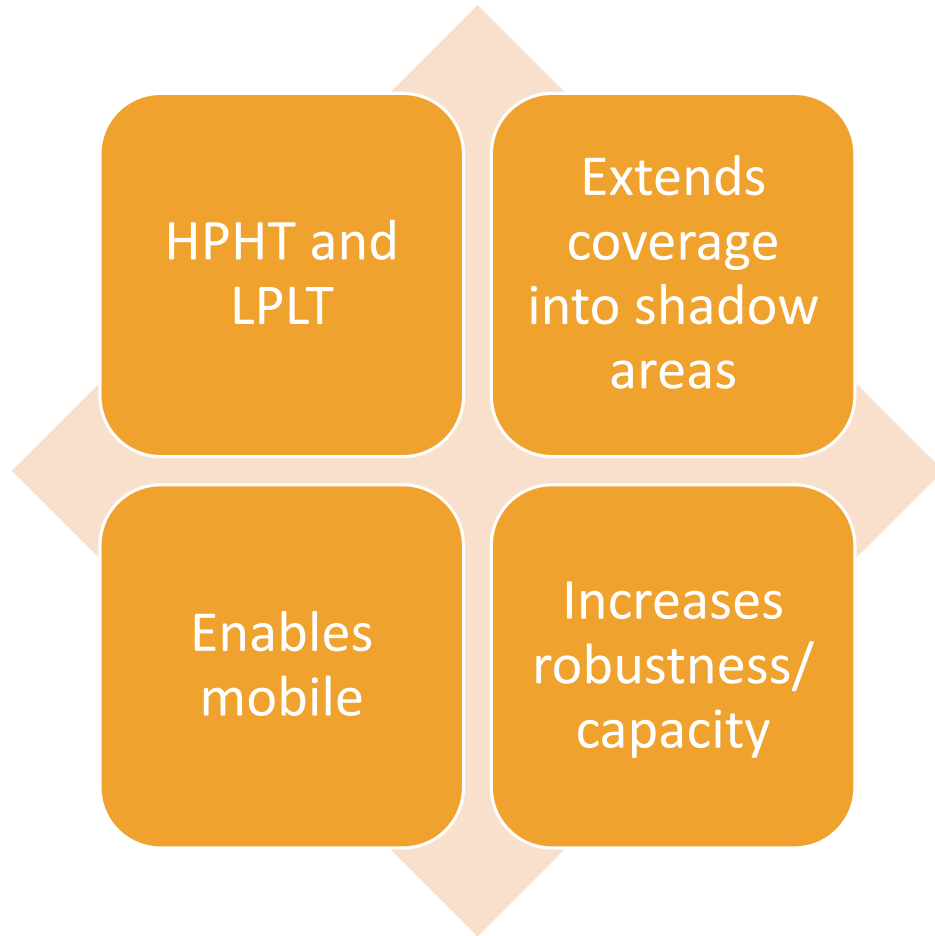 HPHT and
LPLT
Extends
coverage
into shadow
areas
Enables
mobile
Increases
robustness/
capacity